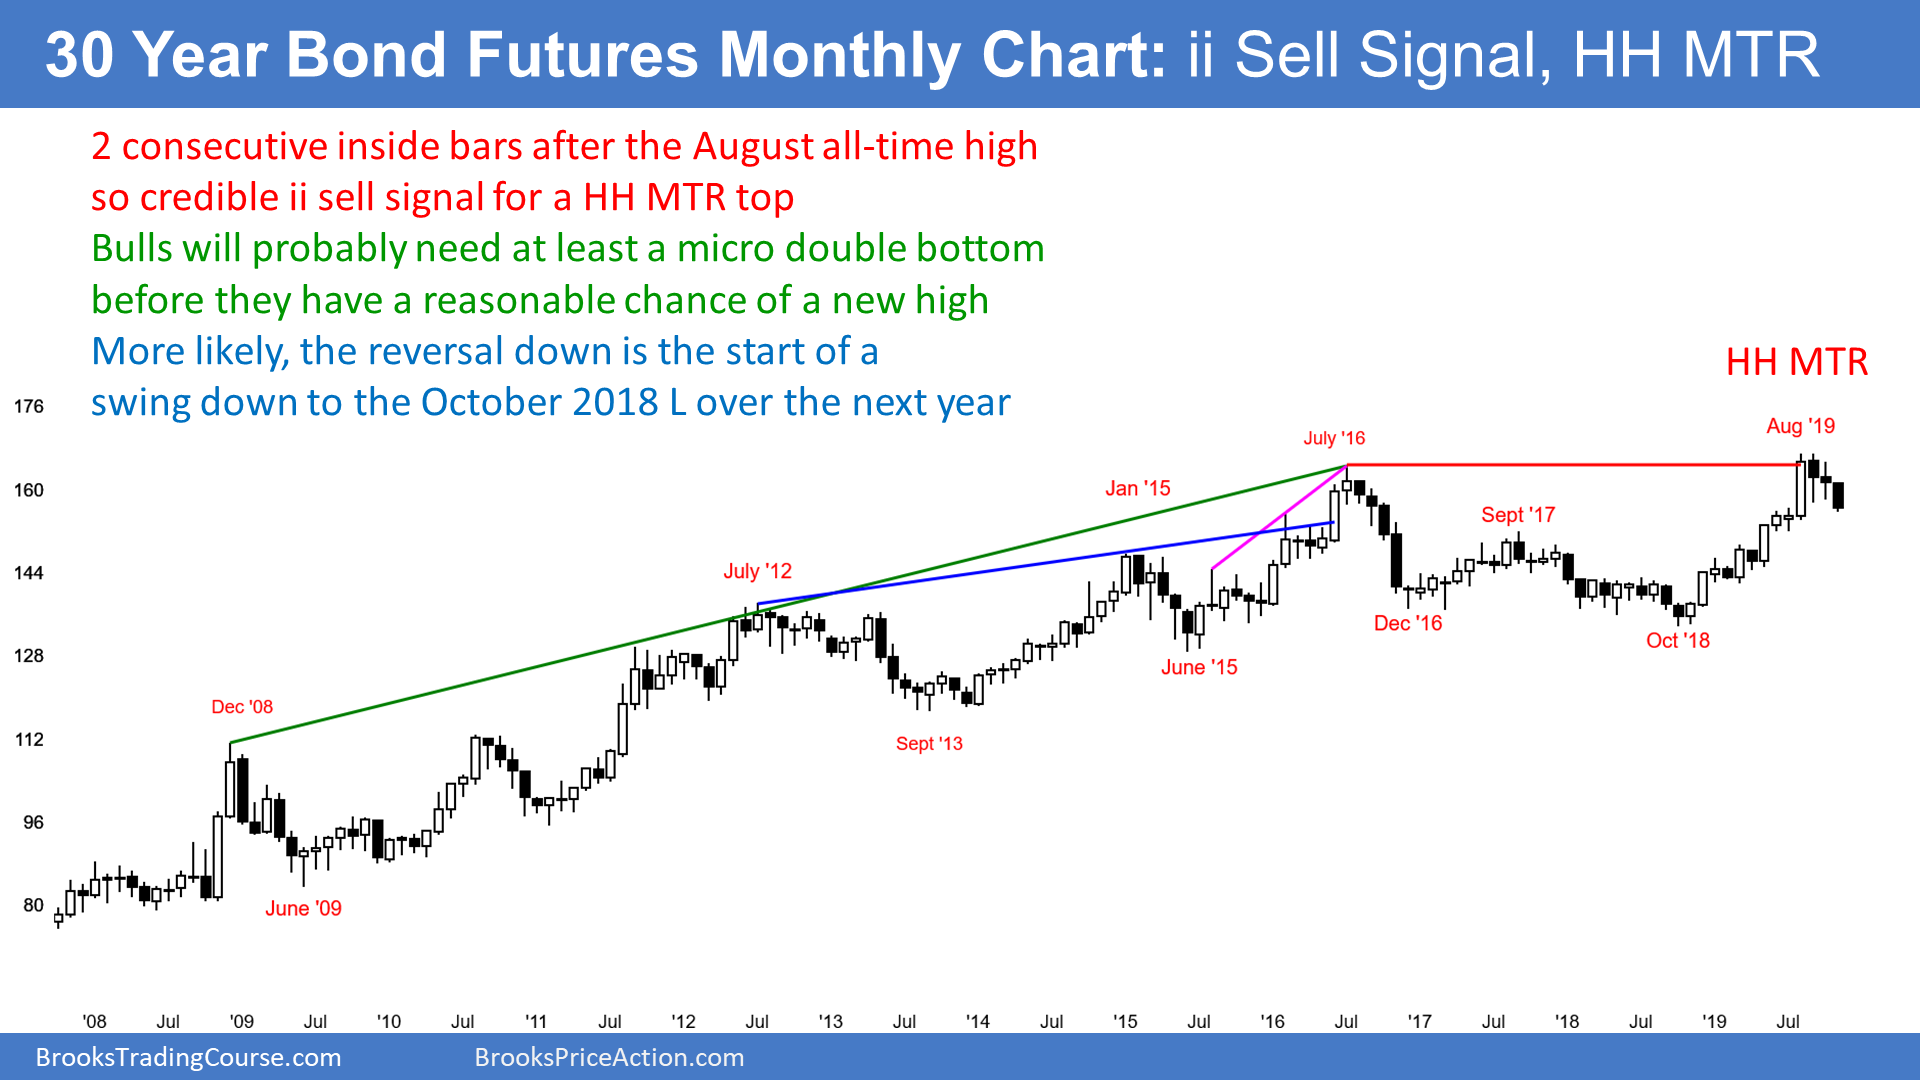 30 Year Bond Futures Monthly Chart: ii Sell Signal, HH MTR
2 consecutive inside bars after the August all-time high
so credible ii sell signal for a HH MTR top
Bulls will probably need at least a micro double bottom
before they have a reasonable chance of a new high
More likely, the reversal down is the start of a
swing down to the October 2018 L over the next year
HH MTR
176
Aug '19
July '16
160
Jan '15
Sept '17
144
July '12
Dec '16
Oct '18
128
June '15
Dec '08
112
Sept '13
96
80
June '09
'08 Jul '09 Jul '10 Jul '11 Jul '12 Jul '13 Jul '14 Jul '15 Jul '16 Jul '17 Jul '18 Jul '19 Jul
BrooksTradingCourse.com BrooksPriceAction.com